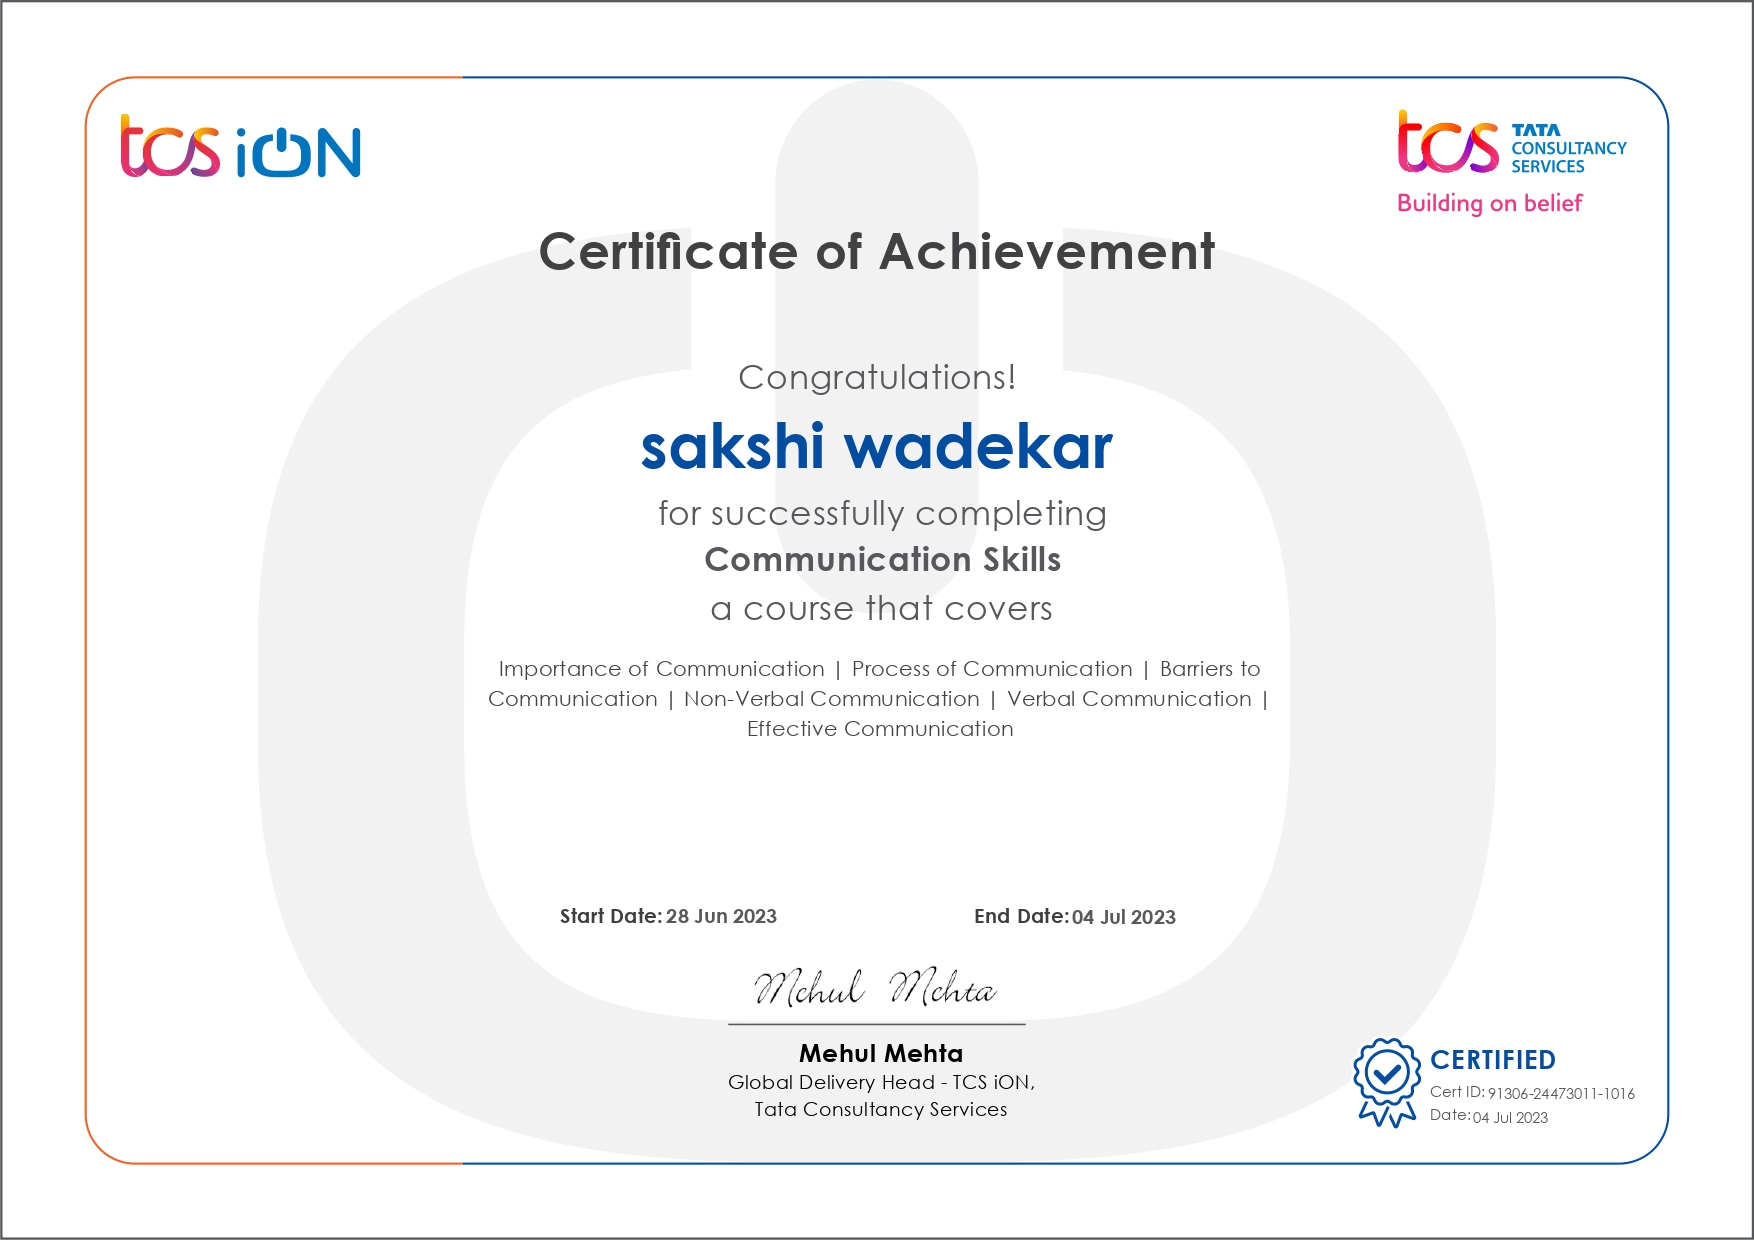 tcs iON
tcs TATA
CONSULTANCY
SERVICES
Building on belief
Certificate of Achievement
Congratulations!
sakshi wadekar
for successfully completing
Communication Skills
a course that covers
Importance of Communication | Process of Communication | Barriers to
Communication | Non-Verbal Communication | Verbal Communication |
Effective Communication
Start Date: 28 Jun 2023 End Date: 04 Jul 2023
Mehul Mehta
Mehul Mehta
Global Delivery Head - TCS iON,
Tata Consultancy Services
CERTIFIED
Cert ID: 91306-24473011-1016
Date: 04 Jul 2023